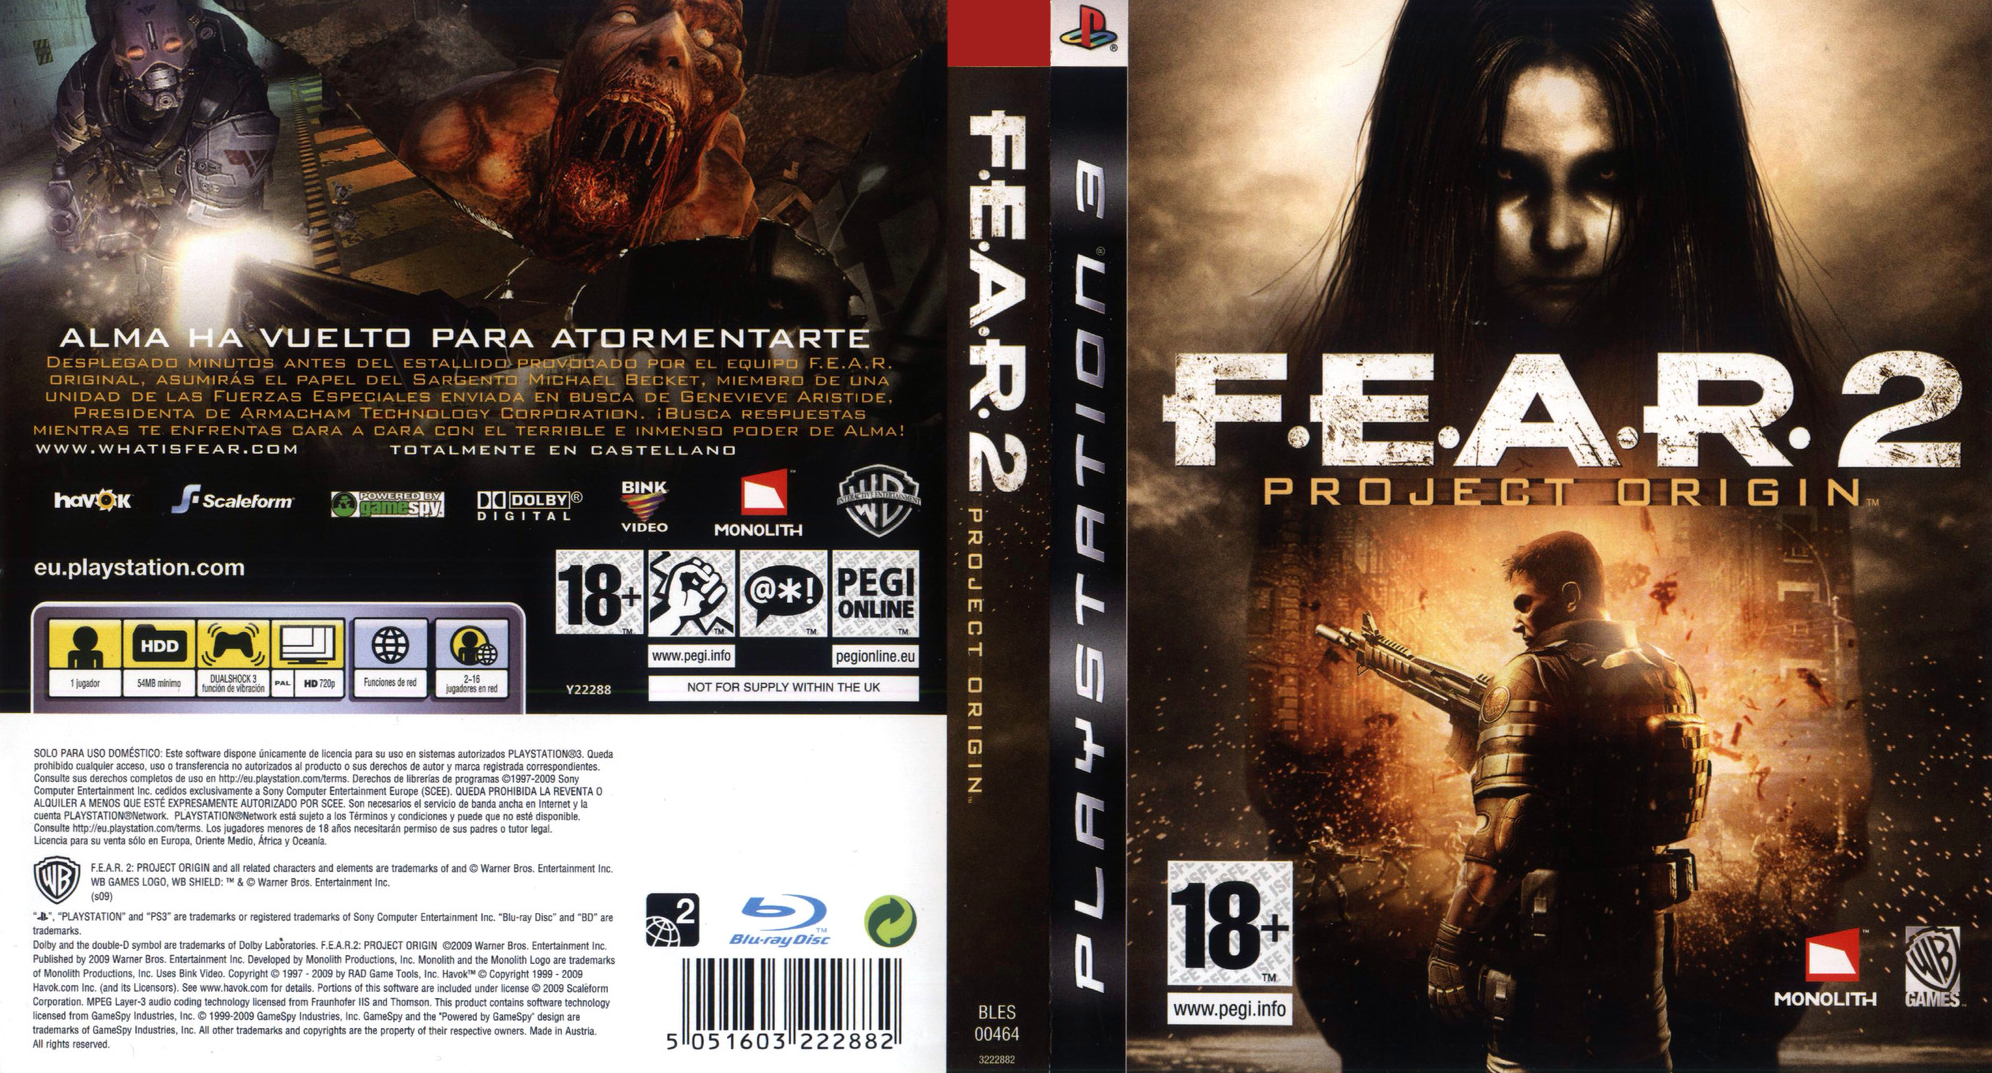 ALMA HA VUELTO PARA ATORMENTARTE
DESPLEGADO MINUTOS ANTES DEL ESTALLIDO PROVOCADO POR EL EQUIPO F.E.A.R.
ORIGINAL, ASUMIRÁS EL PAPEL DEL SARGENTO MICHAEL BECKET, MIEMBRO DE UNA
UNIDAD DE LAS FUERZAS ESPECIALES ENVIADA EN BUSCA DE GENEVIEVE ARISTIDE,
PRESIDENTA DE ARMACHAM TECHNOLOGY CORPORATION. ¡BUSCA RESPUESTAS
MIENTRAS TE ENFRENTAS CARA A CARA CON EL TERRIBLE E INMENSO PODER DE ALMA!
WWW.WHATISFEAR.COM TOTALMENTE EN CASTELLANO
havok
Scaleform
POWERED BY
gamespy
DOLBY®
DIGITAL
BINK
VIDEO
MONOLITH
WB
INTERACTIVE ENTERTAINMENT
eu.playstation.com
18+
@*!
PEGI
ONLINE
www.pegi.info
pegionline.eu
Y22288
NOT FOR SUPPLY WITHIN THE UK
HDD
1 jugador
54MB mínimo
DUALSHOCK 3
función de vibración
PAL HD 720p
Funciones de red
2-16
jugadores en red
SOLO PARA USO DOMÉSTICO: Este software dispone únicamente de licencia para su uso en sistemas autorizados PLAYSTATION®3. Queda
prohibido cualquier acceso, uso o transferencia no autorizados al producto o sus derechos de autor y marca registrada correspondientes.
Consulte sus derechos completos de uso en http://eu.playstation.com/terms. Derechos de librerías de programas ©1997-2009 Sony
Computer Entertainment Inc. cedidos exclusivamente a Sony Computer Entertainment Europe (SCEE). QUEDA PROHIBIDA LA REVENTA O
ALQUILER A MENOS QUE ESTÉ EXPRESAMENTE AUTORIZADO POR SCEE. Son necesarios el servicio de banda ancha en Internet y la
cuenta PLAYSTATION®Network. PLAYSTATION®Network está sujeto a los Términos y condiciones y puede que no esté disponible.
Consulte http://eu.playstation.com/terms. Los jugadores menores de 18 años necesitarán permiso de sus padres o tutor legal.
Licencia para su venta sólo en Europa, Oriente Medio, África y Oceanía.
WB
F.E.A.R. 2: PROJECT ORIGIN and all related characters and elements are trademarks of and © Warner Bros. Entertainment Inc.
WB GAMES LOGO, WB SHIELD: ™ & © Warner Bros. Entertainment Inc.
(s09)
"PS", "PLAYSTATION" and "PS3" are trademarks or registered trademarks of Sony Computer Entertainment Inc. "Blu-ray Disc" and "BD" are
trademarks.
Dolby and the double-D symbol are trademarks of Dolby Laboratories. F.E.A.R.2: PROJECT ORIGIN ©2009 Warner Bros. Entertainment Inc.
Published by 2009 Warner Bros. Entertainment Inc. Developed by Monolith Productions, Inc. Monolith and the Monolith Logo are trademarks
of Monolith Productions, Inc. Uses Bink Video. Copyright © 1997 - 2009 by RAD Game Tools, Inc. Havok™ © Copyright 1999 - 2009
Havok.com Inc. (and its Licensors). See www.havok.com for details. Portions of this software are included under license © 2009 Scaleform
Corporation. MPEG Layer-3 audio coding technology licensed from Fraunhofer IIS and Thomson. This product contains software technology
licensed from GameSpy Industries, Inc. © 1999-2009 GameSpy Industries, Inc. GameSpy and the "Powered by GameSpy" design are
trademarks of GameSpy Industries, Inc. All other trademarks and copyrights are the property of their respective owners. Made in Austria.
All rights reserved.
2
Blu-ray Disc™
5 051603 222882
F.E.A.R. 2 PROJECT ORIGIN™
BLES
00464
3222882
PLAYSTATION® 3
F.E.A.R. 2
PROJECT ORIGIN™
18+
www.pegi.info
MONOLITH
WB
GAMES